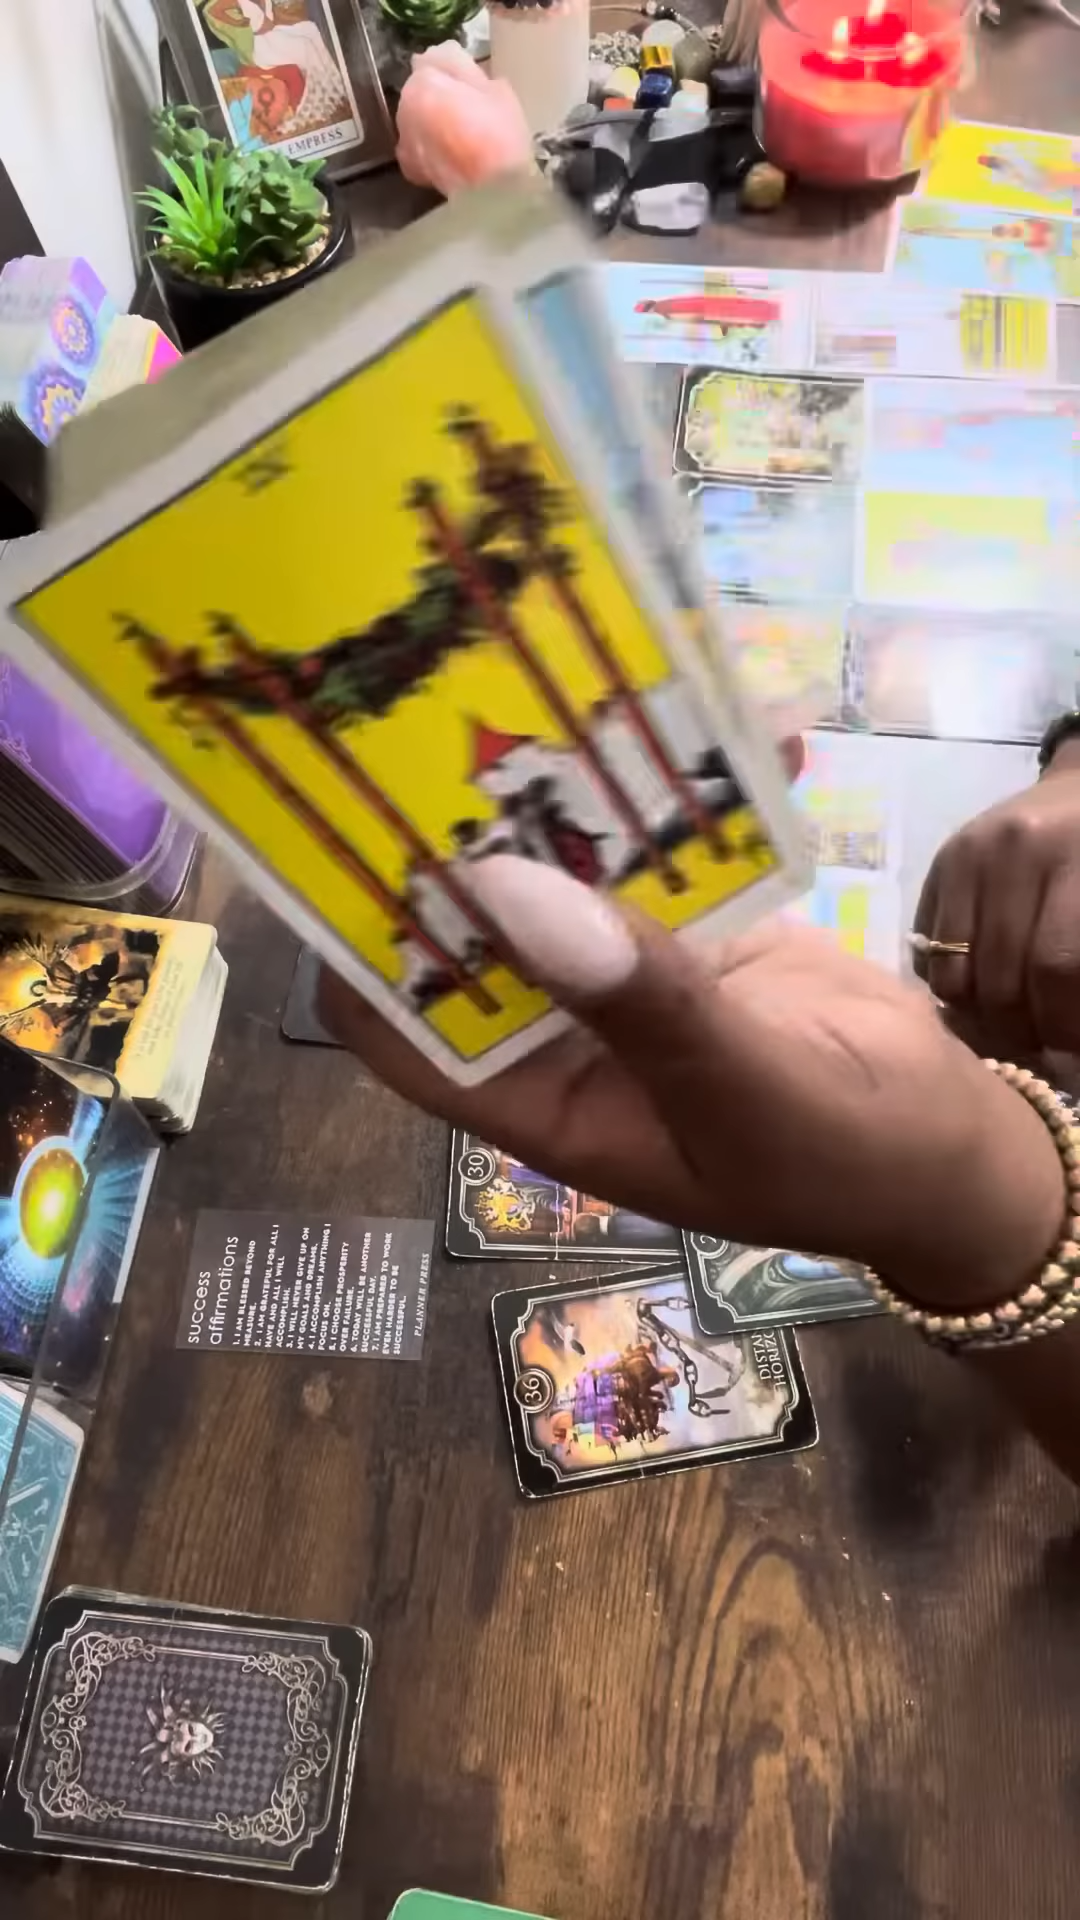 EMPRESS
30
success
affirmations
1. I AM BLESSED BEYOND
MEASURE.
2. I AM GRATEFUL FOR ALL I
HAVE AND ALL I WILL
ACCOMPLISH.
3. I WILL NEVER GIVE UP ON
MY GOALS AND DREAMS.
4. I ACCOMPLISH ANYTHING I
FOCUS ON.
5. I CHOOSE PROSPERITY
OVER FAILURE.
6. TODAY WILL BE ANOTHER
SUCCESSFUL DAY.
7. I AM PREPARED TO WORK
EVEN HARDER TO BE
SUCCESSFUL.
PLANNER PRESS
36